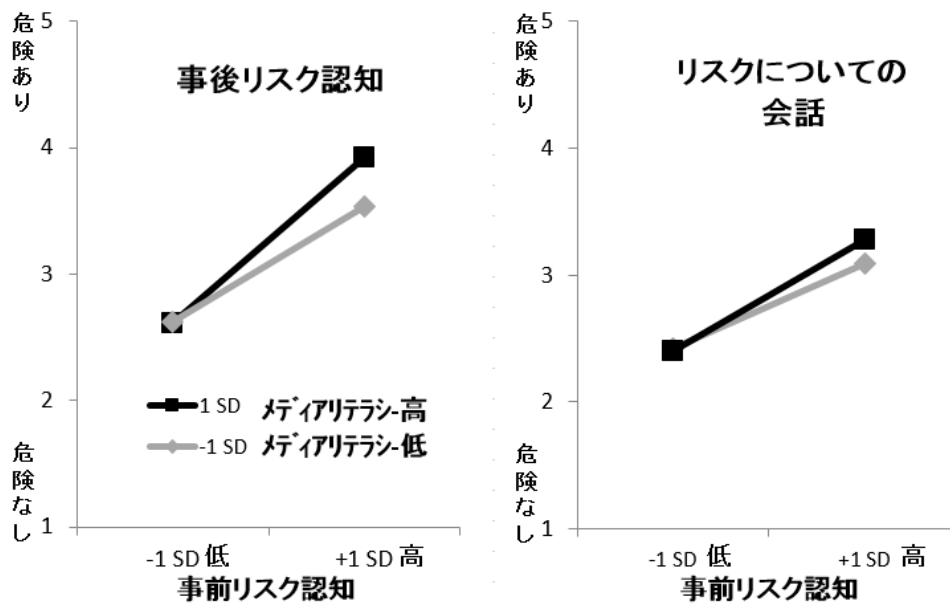 危険あり
5
4
3
2
1
危険なし
事後リスク認知
1 SD メディアリテラシ-高
-1 SD メディアリテラシ-低
-1 SD 低
+1 SD 高
事前リスク認知
危険あり
5
4
3
2
1
危険なし
リスクについての
会話
-1 SD 低
+1 SD 高
事前リスク認知